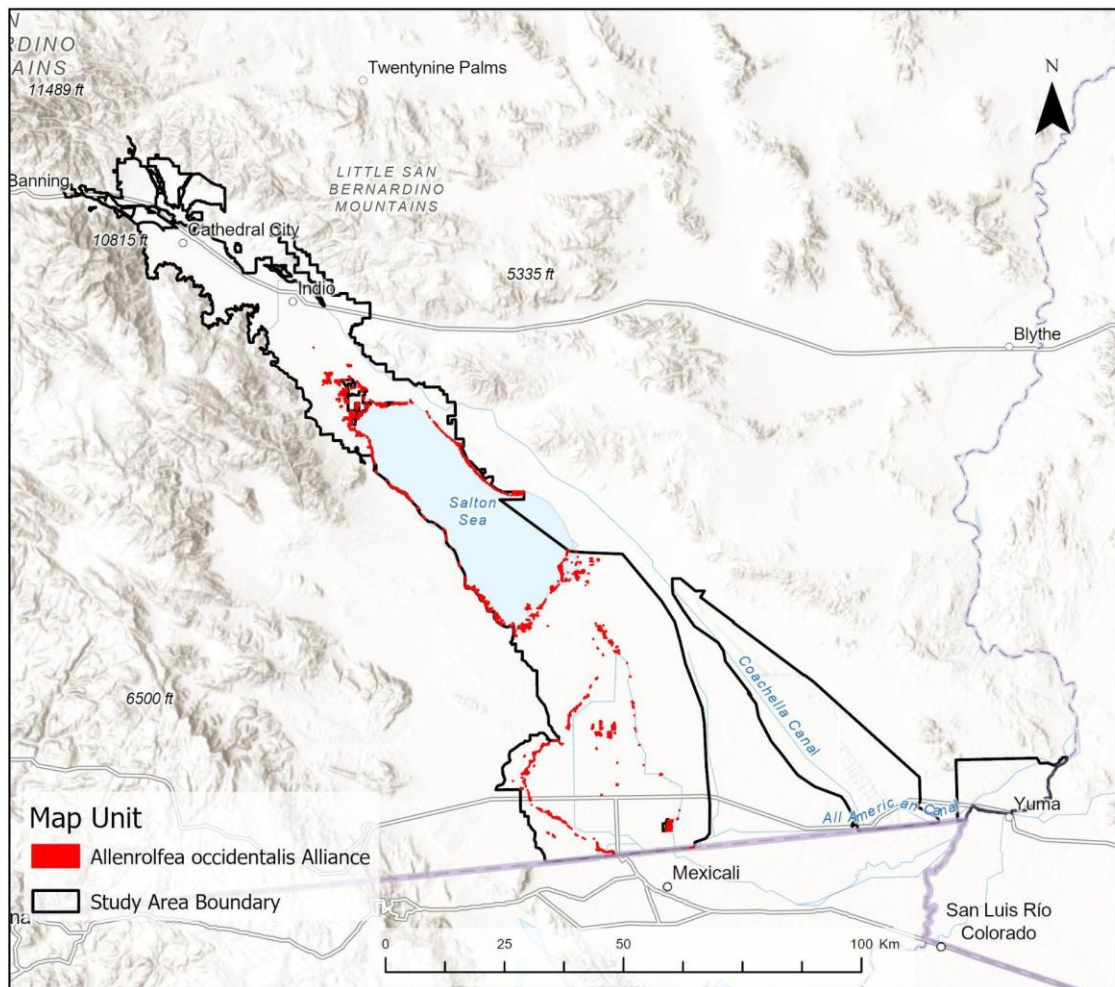 N
RDINO
AINS
11489 ft
Twentynine Palms
N
LITTLE SAN
BERNARDINO
MOUNTAINS
Banning
10815 ft
Cathedral City
5335 ft
Indio
Blythe
Salton
Sea
6500 ft
Coachella Canal
All American Canal
Yuma
Map Unit
Allenrolfea occidentalis Alliance
Study Area Boundary
Mexicali
na
San Luis Río
Colorado
0 25 50 100 Km